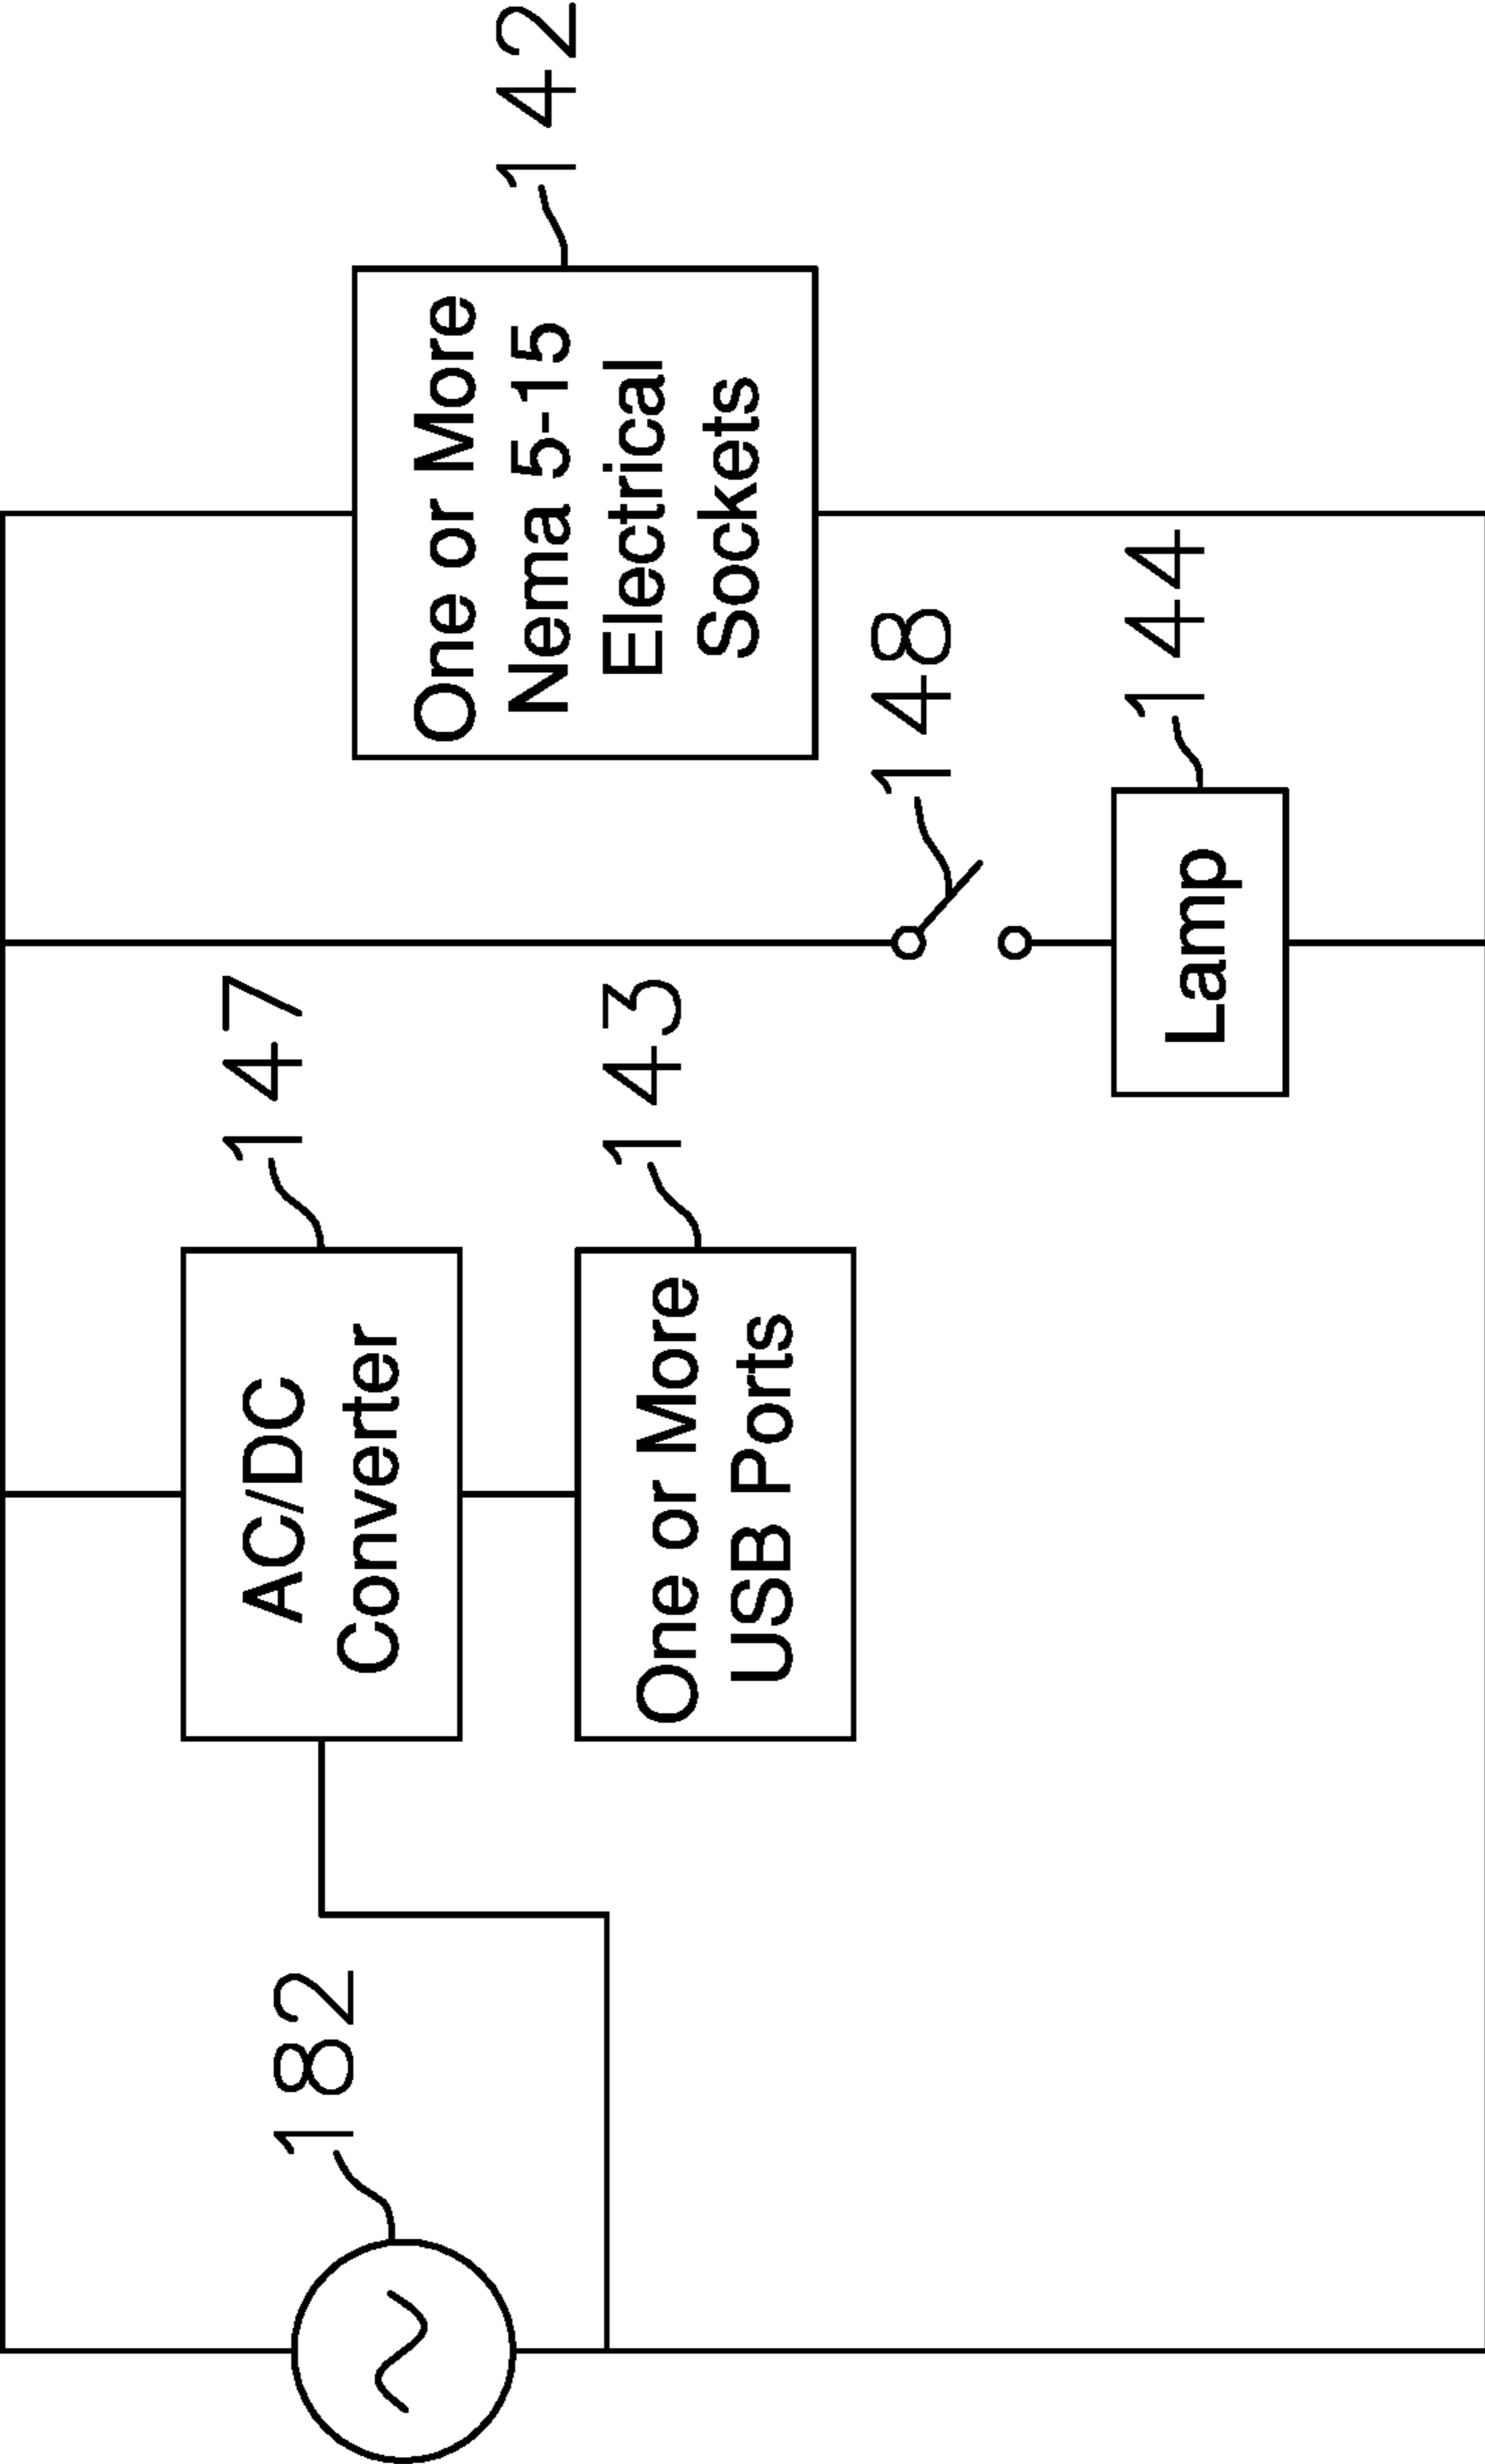 182
AC/DC
Converter
147
One or More
USB Ports
143
148
Lamp
144
One or More
Nema 5-15
Electrical
Sockets
142